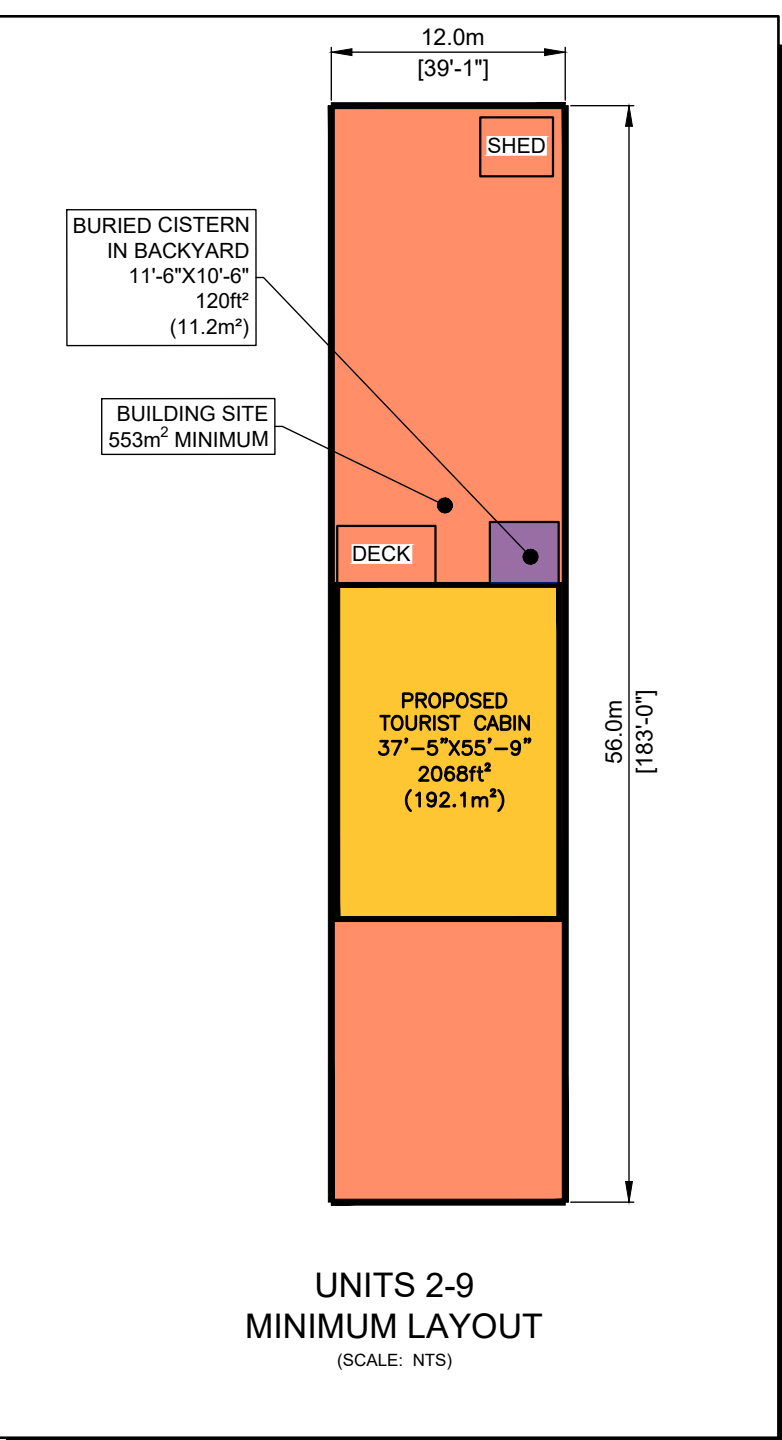 12.0m
[39'-1"]
SHED
BURIED CISTERN
IN BACKYARD
11'-6"X10'-6"
120ft²
(11.2m²)
BUILDING SITE
553m² MINIMUM
DECK
PROPOSED
TOURIST CABIN
37'-5"X55'-9"
2068ft²
(192.1m²)
56.0m
[183'-0"]
UNITS 2-9
MINIMUM LAYOUT
(SCALE: NTS)